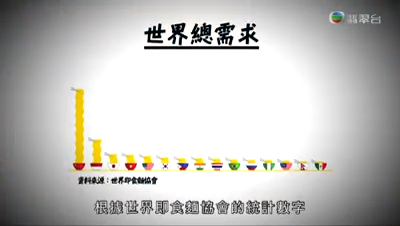 翡翠台
世界總需求
資料來源：世界即食麵協會
根據世界即食麵協會的統計數字